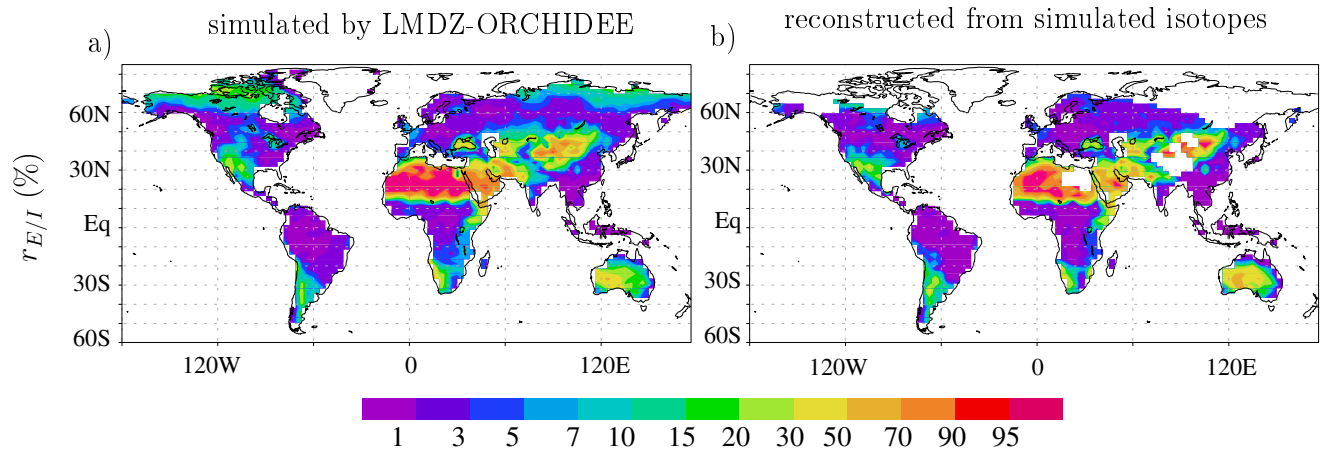 simulated by LMDZ-ORCHIDEE
reconstructed from simulated isotopes
a)
b)
r_{E/I} (%)
60N
30N
Eq
30S
60S
120W 0 120E
60N
30N
Eq
30S
60S
120W 0 120E
1 3 5 7 10 15 20 30 50 70 90 95